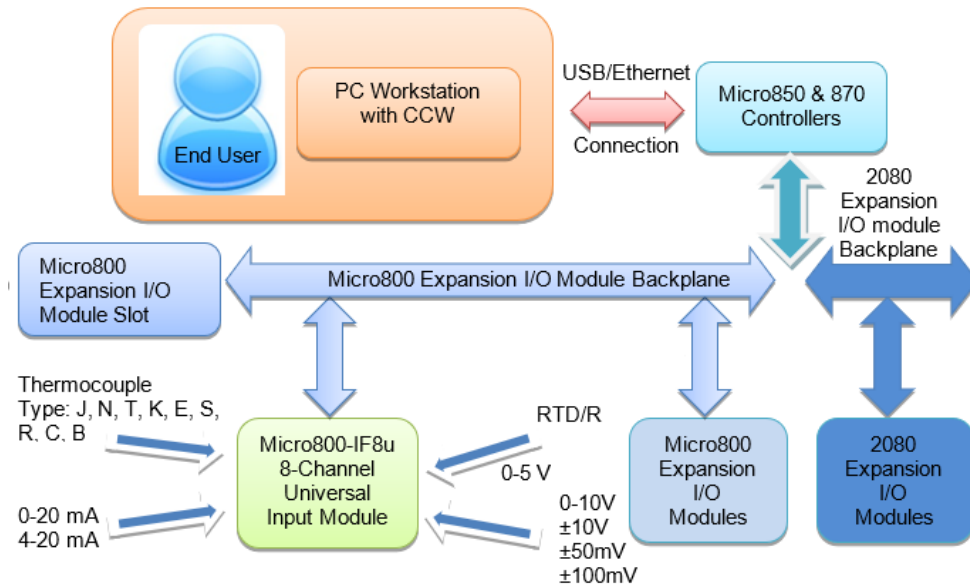 PC Workstation
with CCW
End User
USB/Ethernet
Connection
Micro850 & 870
Controllers
2080
Expansion
I/O module
Backplane
Micro800
Expansion I/O
Module Slot
Micro800 Expansion I/O Module Backplane
Thermocouple
Type: J, N, T, K, E, S,
R, C, B
0-20 mA
4-20 mA
Micro800-IF8u
8-Channel
Universal
Input Module
RTD/R
0-5 V
0-10V
±10V
±50mV
±100mV
Micro800
Expansion
I/O
Modules
2080
Expansion
I/O
Modules